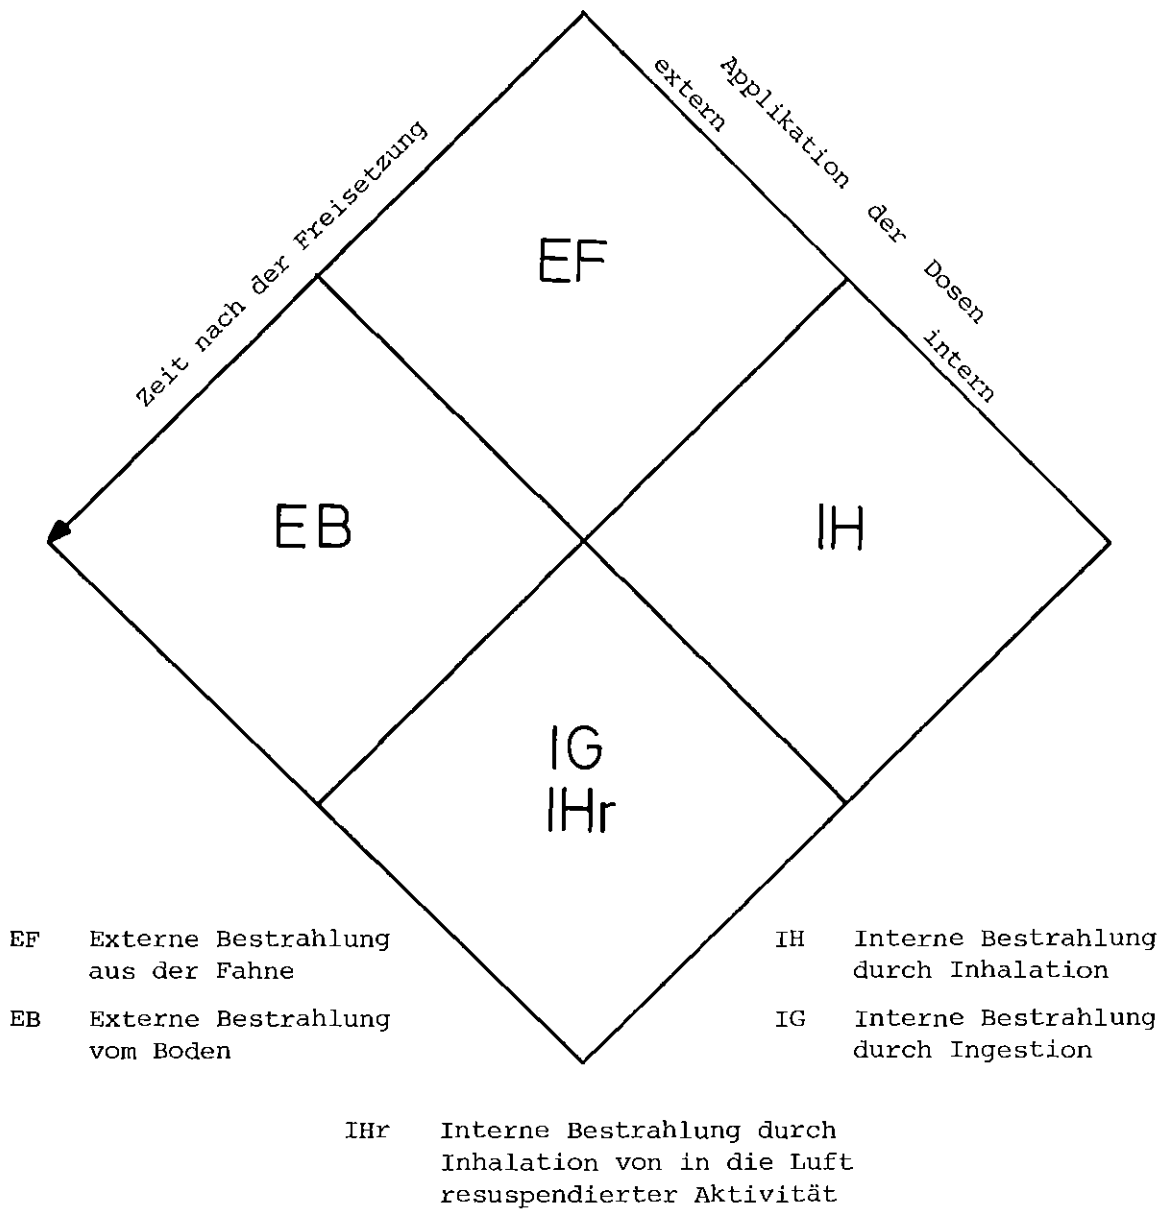 Zeit nach der Freisetzung
Applikation der Dosen
extern
intern
EF
EB
IH
IG
IHr
EF Externe Bestrahlung
aus der Fahne
EB Externe Bestrahlung
vom Boden
IH Interne Bestrahlung
durch Inhalation
IG Interne Bestrahlung
durch Ingestion
IHr Interne Bestrahlung durch
Inhalation von in die Luft
resuspendierter Aktivität